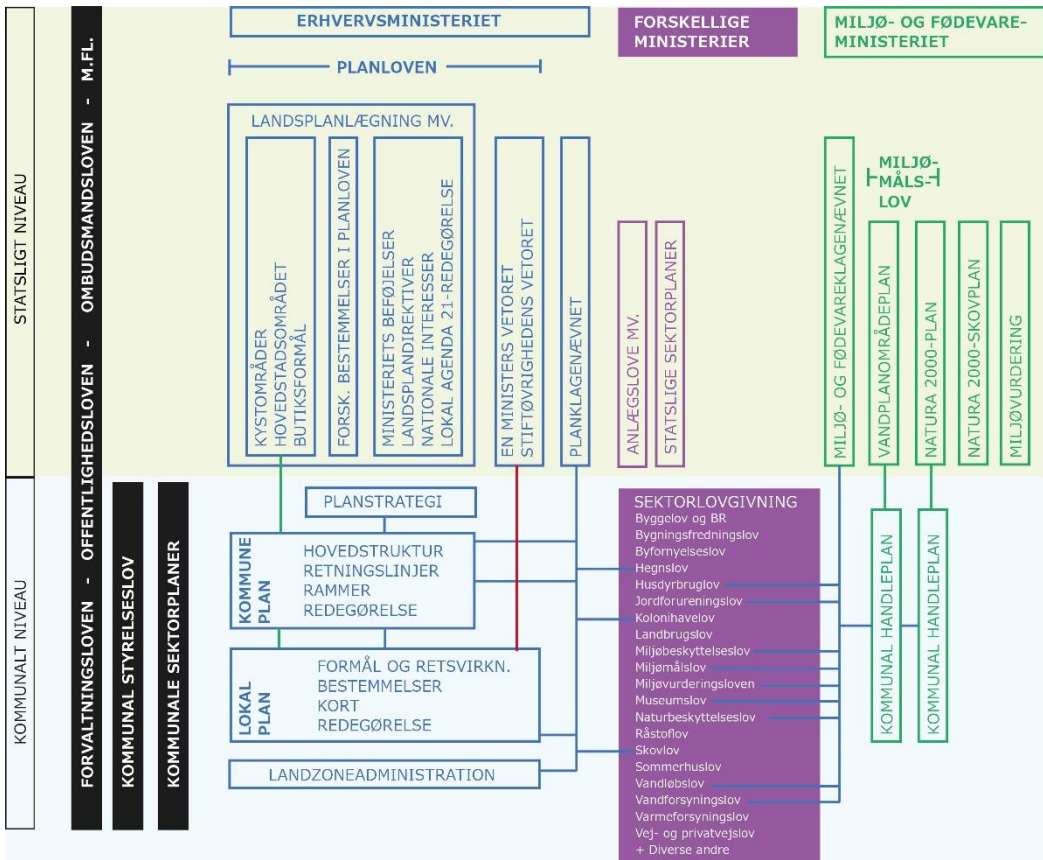 ERHVERVSMINISTERIET
FORSKELLIGE
MINISTERIER
MILJØ- OG FØDEVARE-
MINISTERIET
PLANLOVEN
STATSLIGT NIVEAU
KOMMUNALT NIVEAU
FORVALTNINGSLOVEN - OFFENTLIGHEDSLOVEN - OMBUDSMANDSLOVEN - M.FL.
KOMMUNAL STYRELSESLOV
KOMMUNALE SEKTORPLANER
LANDSPLANLÆGNING MV.
KYSTOMRÅDER
HOVEDSTADSOMRÅDET
BUTIKSFORMÅL
FORSK. BESTEMMELSER I PLANLOVEN
MINISTERIETS BEFØJELSER
LANDSPLANDIREKTIVER
NATIONALE INTERESSER
LOKAL AGENDA 21-REDEGØRELSE
EN MINISTERS VETORET
STIFTØVRIGHEDENS VETORET
PLANKLAGENÆVNET
ANLÆGSLOVE MV.
STATSLIGE SEKTORPLANER
MILJØ- OG FØDEVAREKLAGENÆVNET
MILJØ-
MÅLS-
LOV
VANDPLANOMRÅDEPLAN
NATURA 2000-PLAN
NATURA 2000-SKOVPLAN
MILJØVURDERING
PLANSTRATEGI
KOMMUNE
PLAN
HOVEDSTRUKTUR
RETNINGSLINJER
RAMMER
REDEGØRELSE
LOKAL
PLAN
FORMÅL OG RETSVIRKN.
BESTEMMELSER
KORT
REDEGØRELSE
LANDZONEADMINISTRATION
SEKTORLOVGIVNING
Byggelov og BR
Bygningsfredningslov
Byfornyelseslov
Hegnslov
Husdyrbruglov
Jordforureningslov
Kolonihavelov
Landbrugslov
Miljøbeskyttelseslov
Miljømålslov
Miljøvurderingsloven
Museumslov
Naturbeskyttelseslov
Råstoflov
Skovlov
Sommerhuslov
Vandløbslov
Vandforsyningslov
Varmeforsyningslov
Vej- og privatvejslov
+ Diverse andre
KOMMUNAL HANDLEPLAN
KOMMUNAL HANDLEPLAN